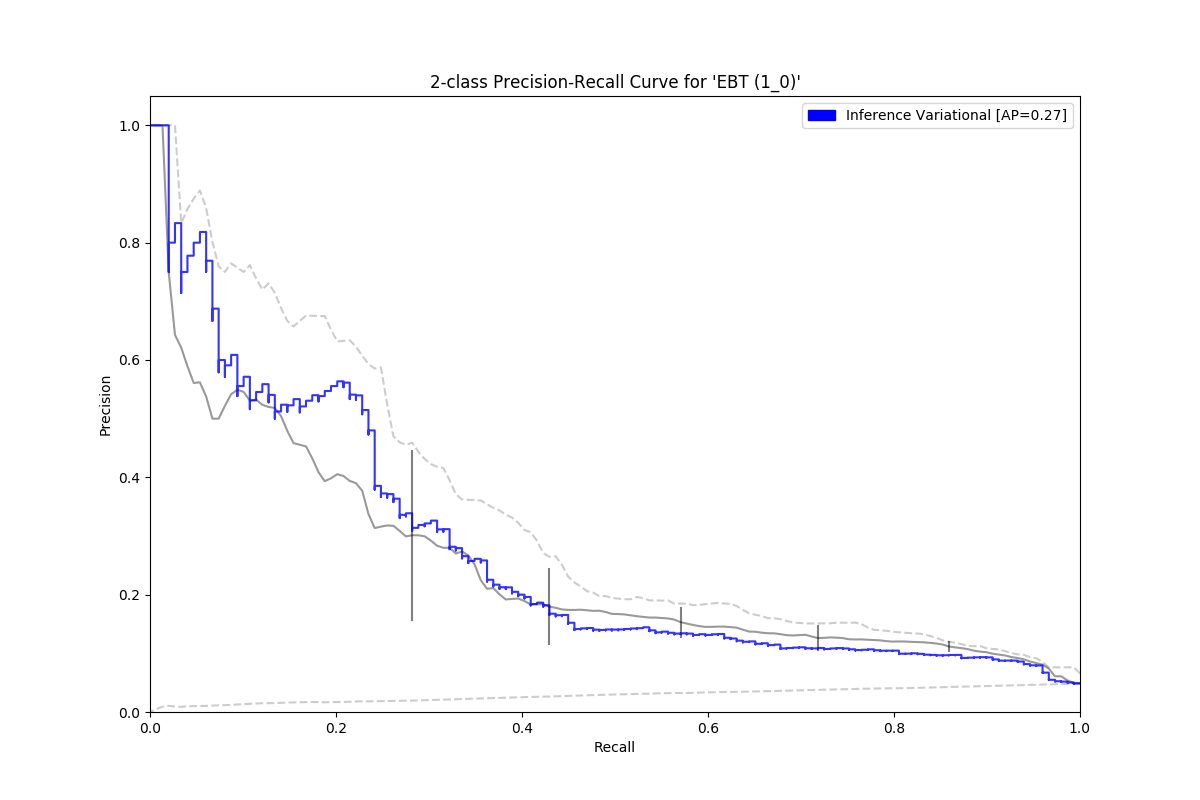 2-class Precision-Recall Curve for 'EBT (1_0)'
Inference Variational [AP=0.27]
1.0
0.8
0.6
0.4
0.2
0.0
Precision
0.0 0.2 0.4 0.6 0.8 1.0
Recall